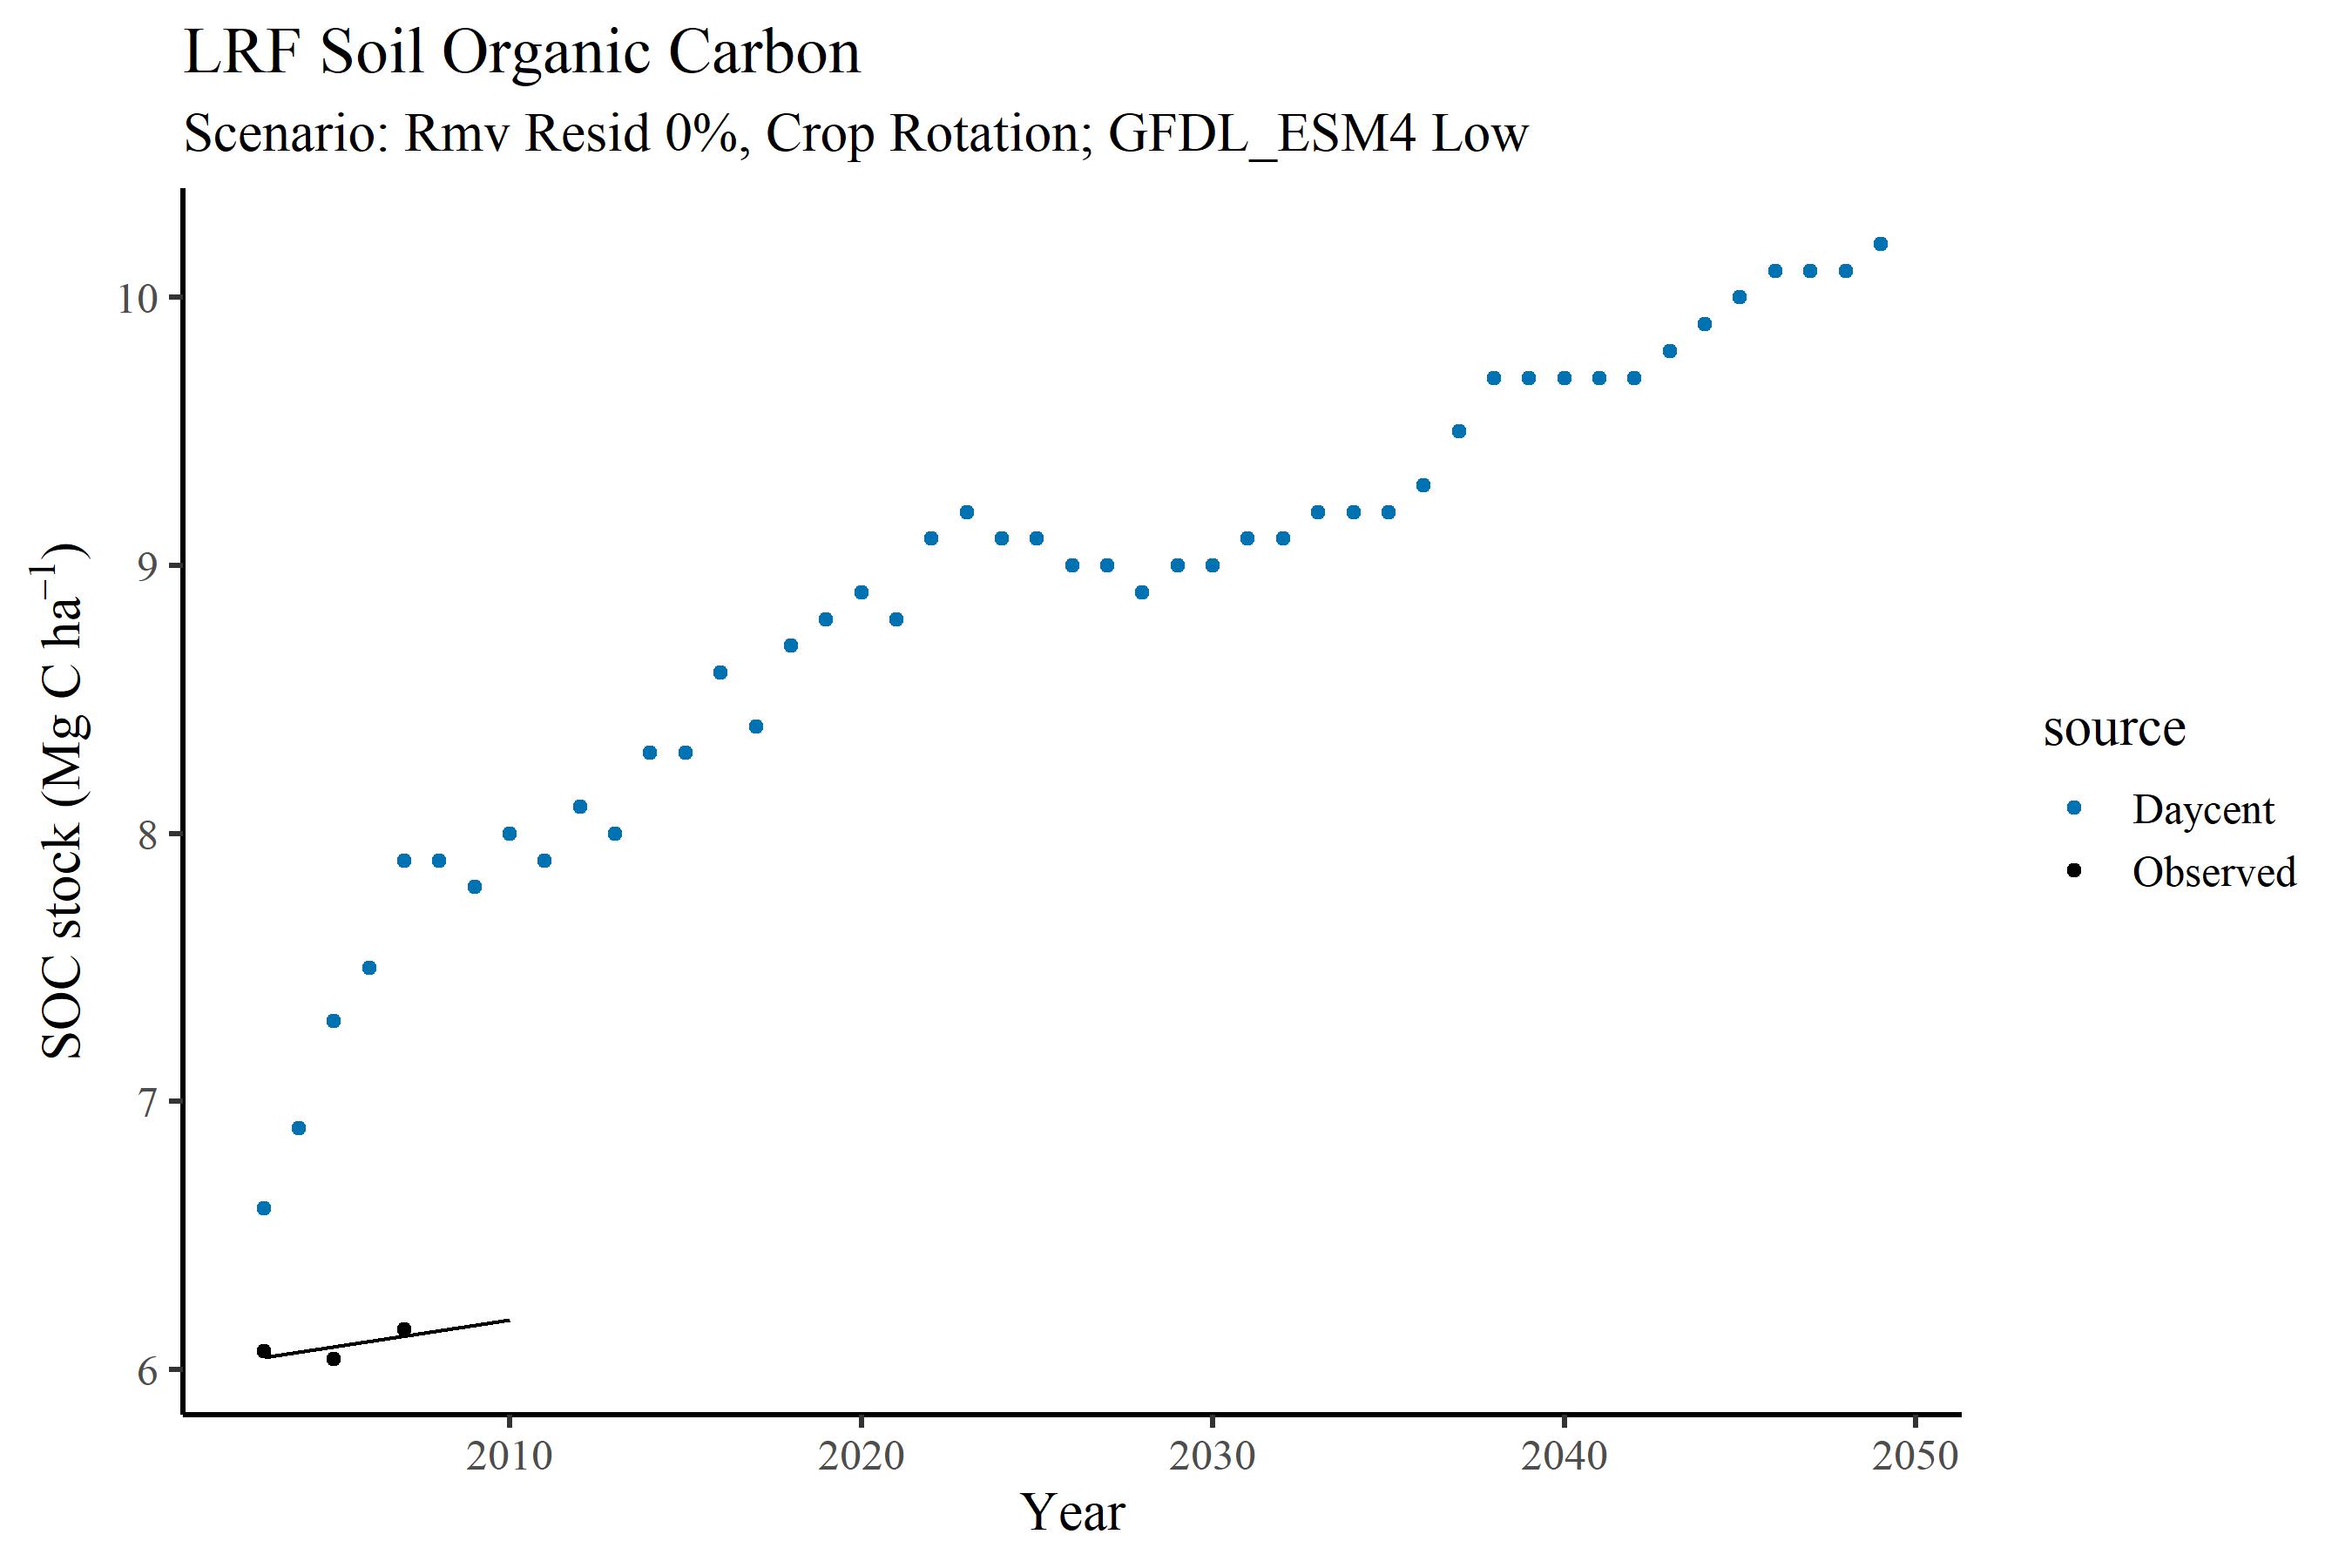 LRF Soil Organic Carbon
Scenario: Rmv Resid 0%, Crop Rotation; GFDL_ESM4 Low
SOC stock (Mg C ha⁻¹)
10
9
8
7
6
2010 2020 2030 2040 2050
Year
source
Daycent
Observed